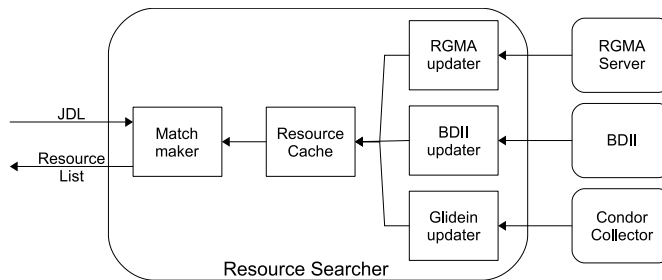 RGMA
updater
RGMA
Server
JDL
Match
maker
Resource
Cache
BDII
updater
BDII
Resource
List
Glidein
updater
Condor
Collector
Resource Searcher